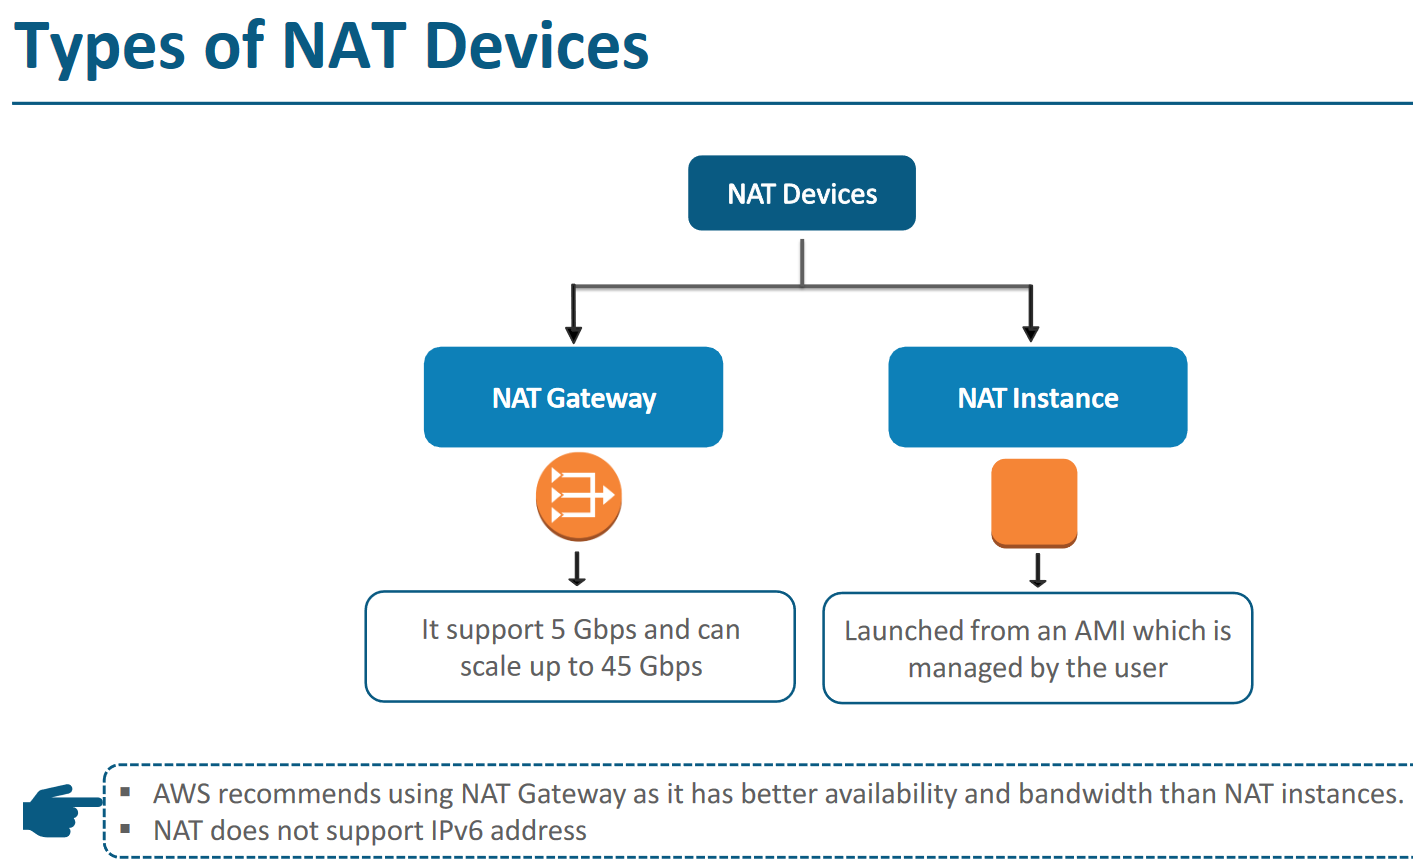 Types of NAT Devices
NAT Devices
NAT Gateway
NAT Instance
It support 5 Gbps and can
scale up to 45 Gbps
Launched from an AMI which is
managed by the user
▪ AWS recommends using NAT Gateway as it has better availability and bandwidth than NAT instances.
▪ NAT does not support IPv6 address